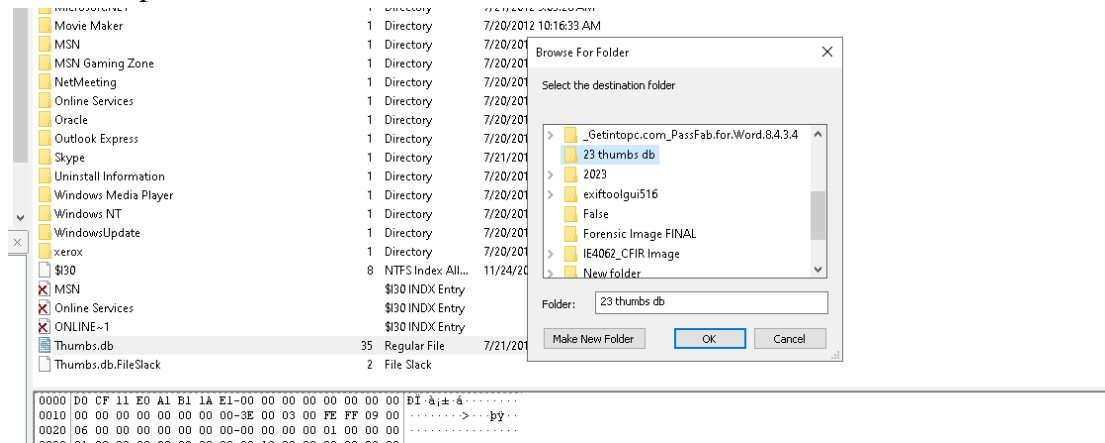 Movie Maker 1 Directory 7/20/2012 10:16:33 AM
MSN 1 Directory 7/20/201
MSN Gaming Zone 1 Directory 7/20/201
NetMeeting 1 Directory 7/20/201
Online Services 1 Directory 7/20/201
Oracle 1 Directory 7/20/201
Outlook Express 1 Directory 7/20/201
Skype 1 Directory 7/21/201
Uninstall Information 1 Directory 7/20/201
Windows Media Player 1 Directory 7/20/201
Windows NT 1 Directory 7/20/201
WindowsUpdate 1 Directory 7/20/201
xerox 1 Directory 7/20/201
$I30 8 NTFS Index All... 11/24/20
MSN $I30 INDX Entry
Online Services $I30 INDX Entry
ONLINE~1 $I30 INDX Entry
Thumbs.db 35 Regular File 7/21/201
Thumbs.db.FileSlack 2 File Slack
Browse For Folder
Select the destination folder
_Getintopc.com_PassFab.for.Word.8.4.3.4
23 thumbs db
2023
exiftoolgui516
False
Forensic Image FINAL
IE4062_CFIR Image
New folder
Folder: 23 thumbs db
Make New Folder OK Cancel
0000 D0 CF 11 E0 A1 B1 1A E1-00 00 00 00 00 00 00 00 ÐÏ·à¡±·á········
0010 00 00 00 00 00 00 00 00-3E 00 03 00 FE FF 09 00 ········>···þÿ··
0020 06 00 00 00 00 00 00 00-00 00 00 00 01 00 00 00 ················